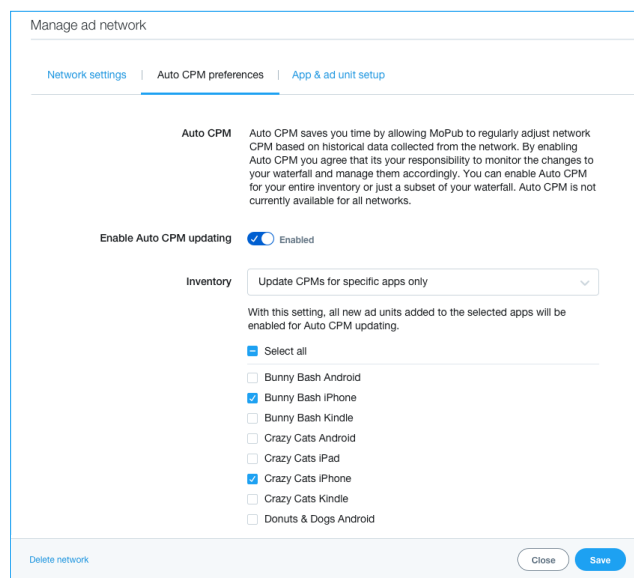 Manage ad network
Network settings | Auto CPM preferences | App & ad unit setup
Auto CPM
Auto CPM saves you time by allowing MoPub to regularly adjust network
CPM based on historical data collected from the network. By enabling
Auto CPM you agree that its your responsibility to monitor the changes to
your waterfall and manage them accordingly. You can enable Auto CPM
for your entire inventory or just a subset of your waterfall. Auto CPM is not
currently available for all networks.
Enable Auto CPM updating
Enabled
Inventory
Update CPMs for specific apps only
With this setting, all new ad units added to the selected apps will be
enabled for Auto CPM updating.
Select all
Bunny Bash Android
Bunny Bash iPhone
Bunny Bash Kindle
Crazy Cats Android
Crazy Cats iPad
Crazy Cats iPhone
Crazy Cats Kindle
Donuts & Dogs Android
Delete network
Close
Save